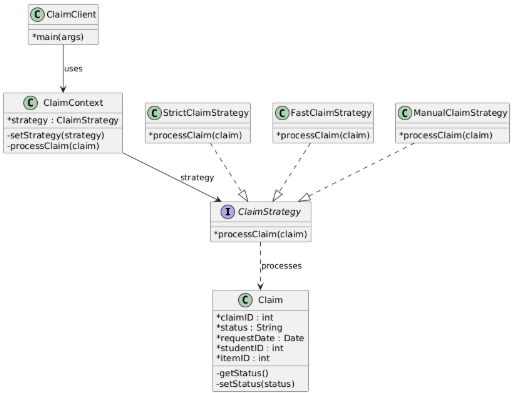 C ClaimClient
*main(args)
uses
C ClaimContext
*strategy : ClaimStrategy
-setStrategy(strategy)
-processClaim(claim)
C StrictClaimStrategy
*processClaim(claim)
C FastClaimStrategy
*processClaim(claim)
C ManualClaimStrategy
*processClaim(claim)
strategy
I ClaimStrategy
*processClaim(claim)
processes
C Claim
*claimID : int
*status : String
*requestDate : Date
*studentID : int
*itemID : int
-getStatus()
-setStatus(status)